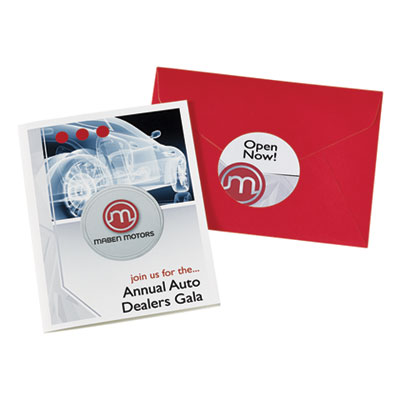 m
MABEN MOTORS
join us for the...
Annual Auto
Dealers Gala
Open
Now!
m